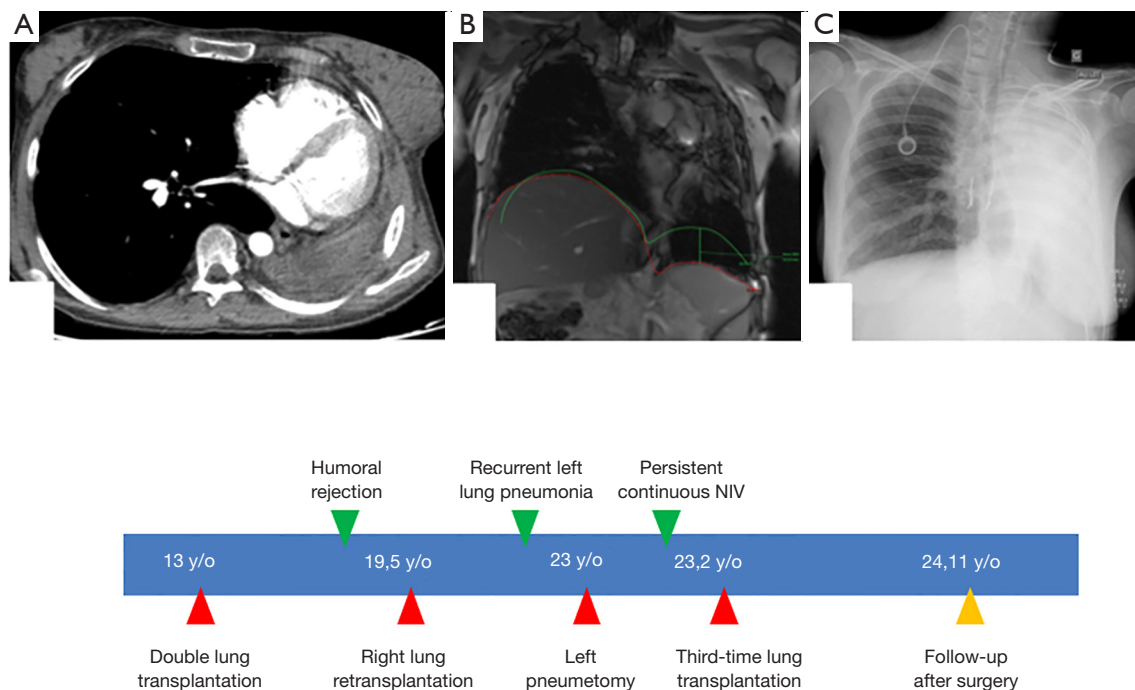 A
B
C
Humoral
rejection
Recurrent left
lung pneumonia
Persistent
continuous NIV
13 y/o
19,5 y/o
23 y/o
23,2 y/o
24,11 y/o
Double lung
transplantation
Right lung
retransplantation
Left
pneumetomy
Third-time lung
transplantation
Follow-up
after surgery